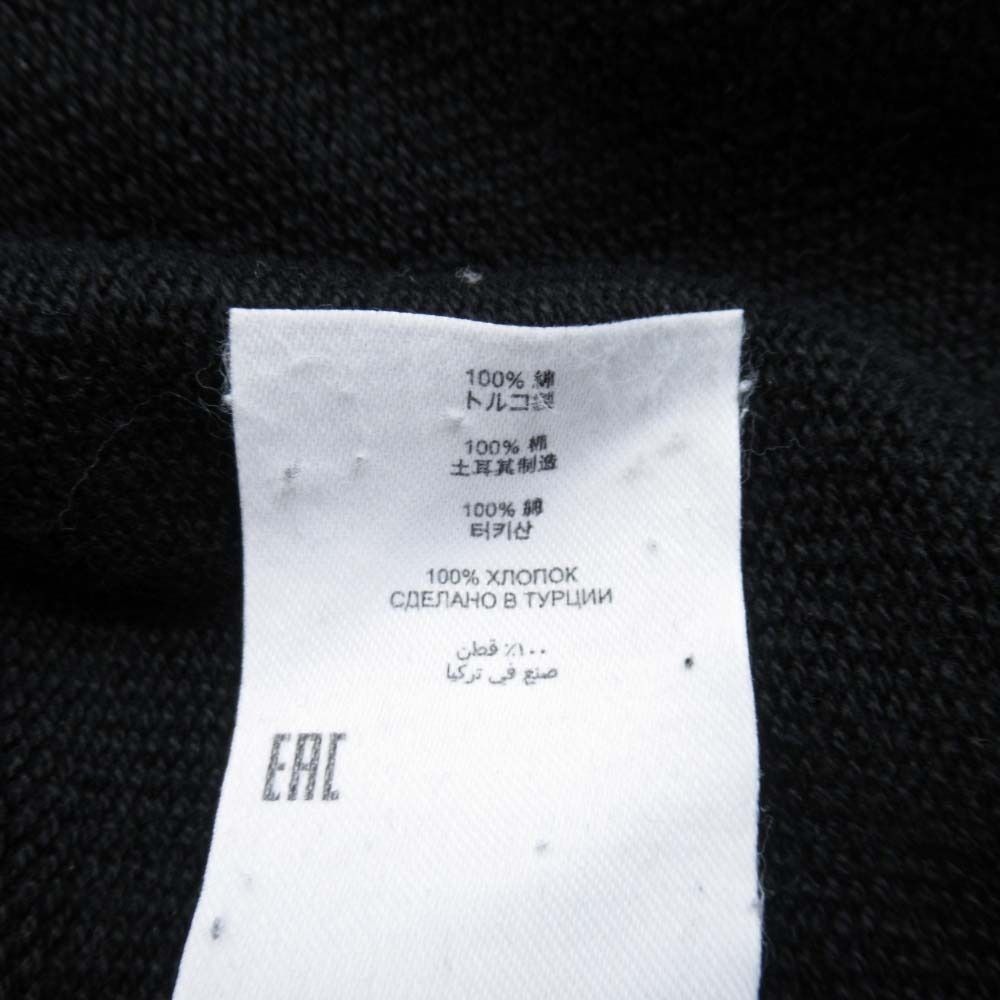 100% 綿
トルコ製
100% 棉
土耳其制造
100% 綿
터키산
100% ХЛОПОК
СДЕЛАНО В ТУРЦИИ
١٠٠٪ قطن
صنع في تركيا
EAC